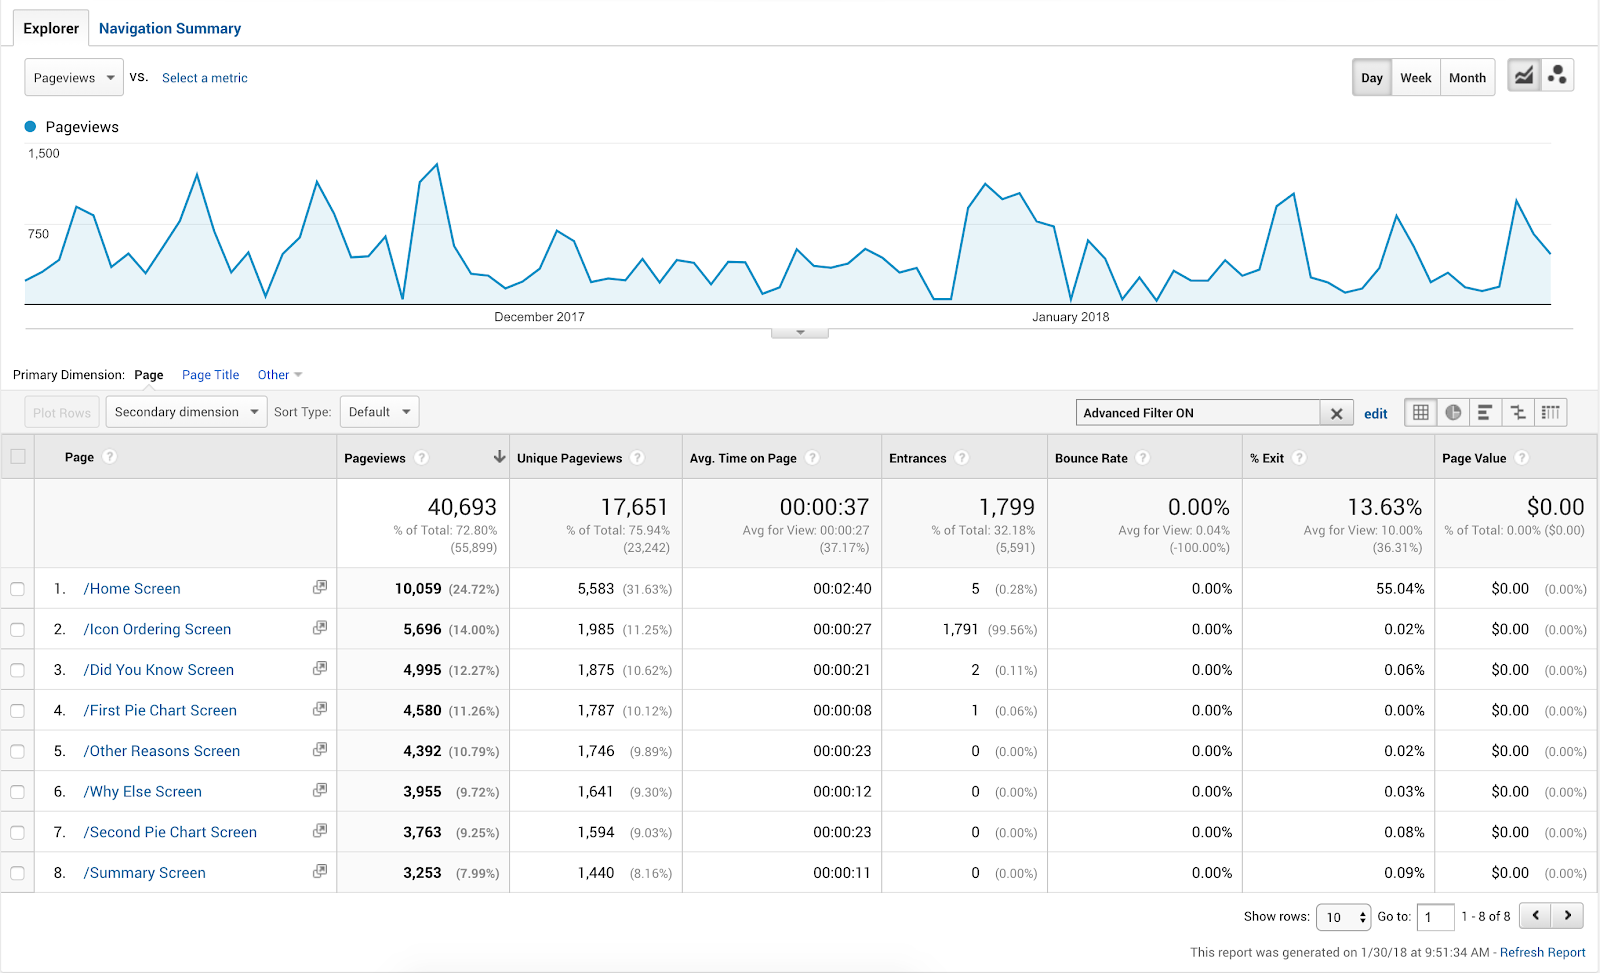 Explorer Navigation Summary
Pageviews VS. Select a metric Day Week Month
Pageviews
1,500
750
December 2017 January 2018
Primary Dimension: Page Page Title Other
Plot Rows Secondary dimension Sort Type: Default Advanced Filter ON edit
Page ? Pageviews ? Unique Pageviews ? Avg. Time on Page ? Entrances ? Bounce Rate ? % Exit ? Page Value ?
40,693 17,651 00:00:37 1,799 0.00% 13.63% $0.00
% of Total: 72.80% % of Total: 75.94% Avg for View: 00:00:27 % of Total: 32.18% Avg for View: 0.04% Avg for View: 10.00% % of Total: 0.00% ($0.00)
(55,899) (23,242) (37.17%) (5,591) (-100.00%) (36.31%)
1. /Home Screen 10,059 (24.72%) 5,583 (31.63%) 00:02:40 5 (0.28%) 0.00% 55.04% $0.00 (0.00%)
2. /Icon Ordering Screen 5,696 (14.00%) 1,985 (11.25%) 00:00:27 1,791 (99.56%) 0.00% 0.02% $0.00 (0.00%)
3. /Did You Know Screen 4,995 (12.27%) 1,875 (10.62%) 00:00:21 2 (0.11%) 0.00% 0.06% $0.00 (0.00%)
4. /First Pie Chart Screen 4,580 (11.26%) 1,787 (10.12%) 00:00:08 1 (0.06%) 0.00% 0.00% $0.00 (0.00%)
5. /Other Reasons Screen 4,392 (10.79%) 1,746 (9.89%) 00:00:23 0 (0.00%) 0.00% 0.02% $0.00 (0.00%)
6. /Why Else Screen 3,955 (9.72%) 1,641 (9.30%) 00:00:12 0 (0.00%) 0.00% 0.03% $0.00 (0.00%)
7. /Second Pie Chart Screen 3,763 (9.25%) 1,594 (9.03%) 00:00:23 0 (0.00%) 0.00% 0.08% $0.00 (0.00%)
8. /Summary Screen 3,253 (7.99%) 1,440 (8.16%) 00:00:11 0 (0.00%) 0.00% 0.09% $0.00 (0.00%)
Show rows: 10 Go to: 1 1 - 8 of 8
This report was generated on 1/30/18 at 9:51:34 AM - Refresh Report